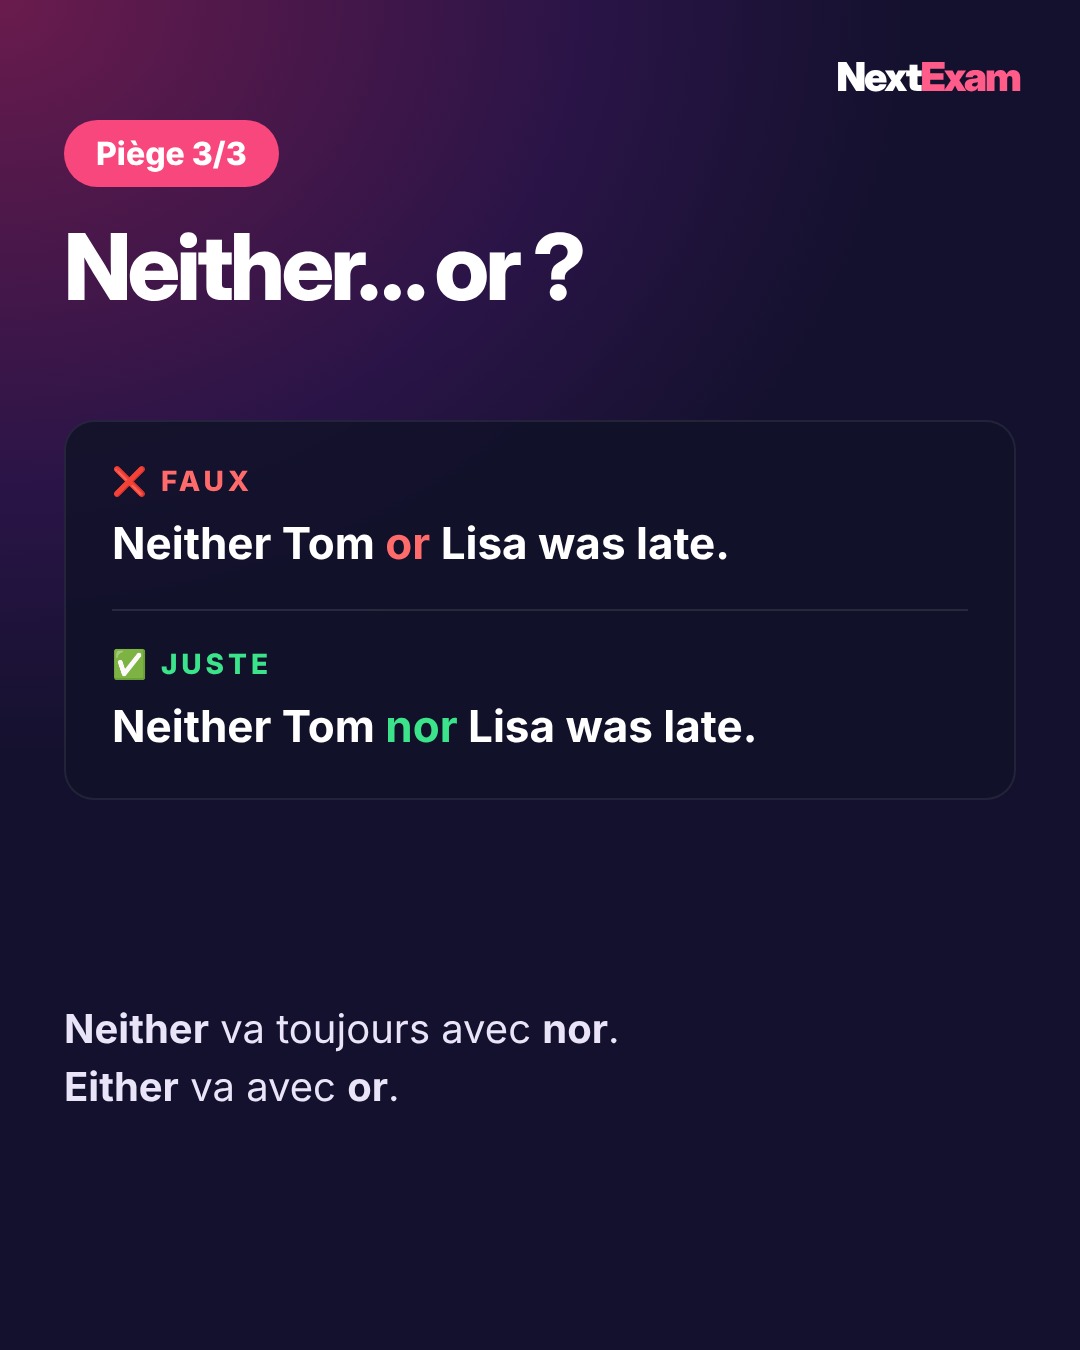 NextExam
Piège 3/3
Neither... or ?
❌ FAUX
Neither Tom or Lisa was late.
✅ JUSTE
Neither Tom nor Lisa was late.
Neither va toujours avec nor.
Either va avec or.